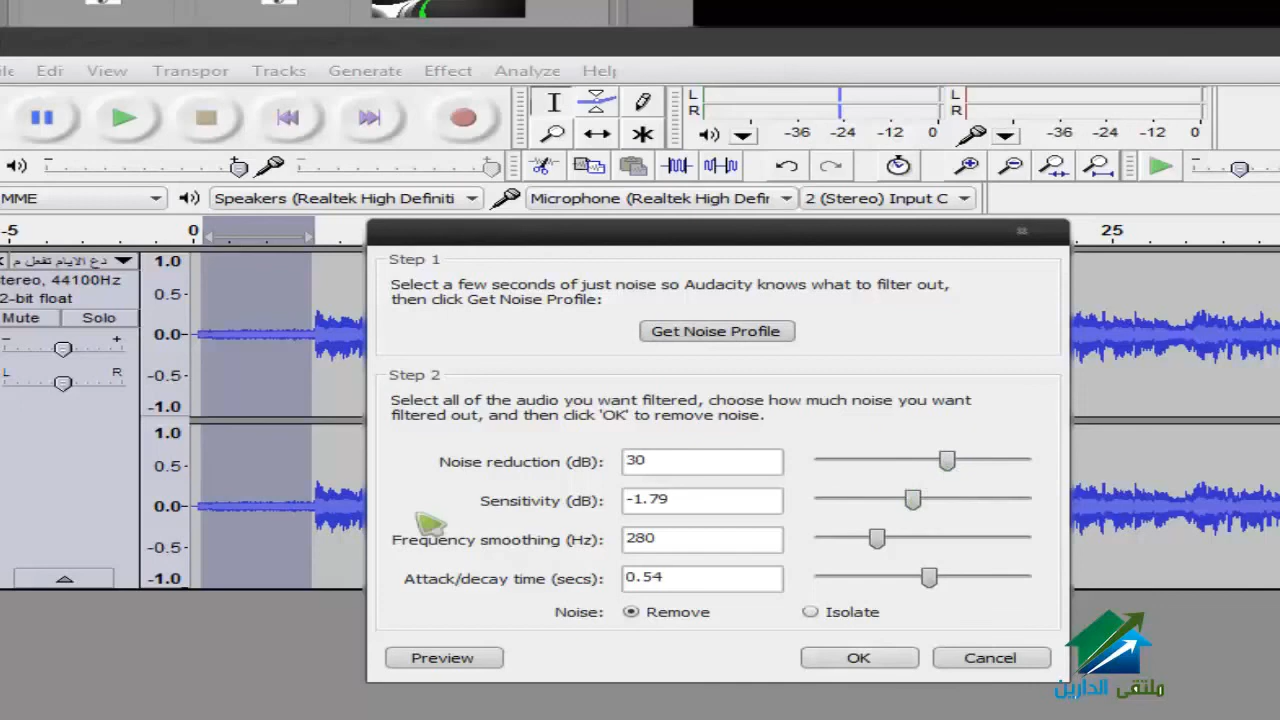 Edi View Transpor Tracks Generate Effect Analyze Help
L
R
-36 -24 -12 0
L
R
-36 -24 -12 0
MME Speakers (Realtek High Definiti Microphone (Realtek High Defir 2 (Stereo) Input C
-5 0 25
دع الايام تفعل م
tereo, 44100Hz
2-bit float
Mute Solo
- +
L R
1.0
0.5
0.0
-0.5
-1.0
1.0
0.5
0.0
-0.5
-1.0
Step 1
Select a few seconds of just noise so Audacity knows what to filter out,
then click Get Noise Profile:
Get Noise Profile
Step 2
Select all of the audio you want filtered, choose how much noise you want
filtered out, and then click 'OK' to remove noise.
Noise reduction (dB): 30
Sensitivity (dB): -1.79
Frequency smoothing (Hz): 280
Attack/decay time (secs): 0.54
Noise: Remove Isolate
Preview OK Cancel
ملتقى الدارين